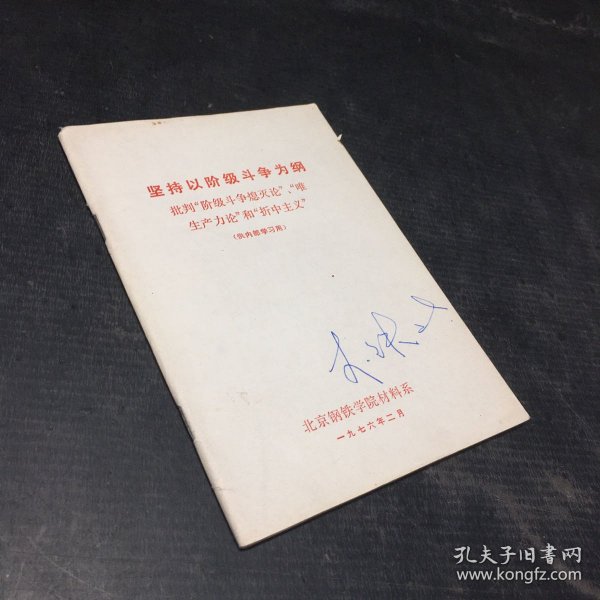 坚持以阶级斗争为纲
批判“阶级斗争熄灭论”、“唯
生产力论”和“折中主义”
(供内部学习用)
北京钢铁学院材料系
一九七六年二月
孔夫子旧书网
www.kongfz.com